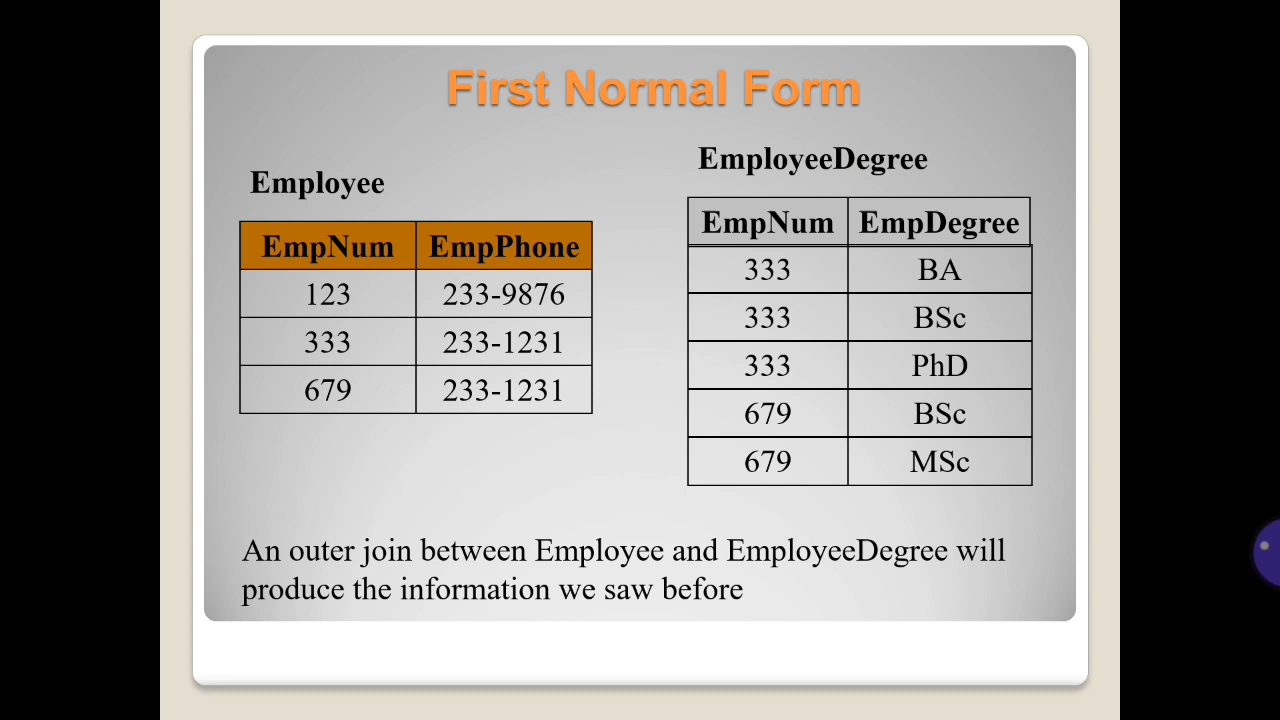 First Normal Form
Employee
EmpNum EmpPhone
123 233-9876
333 233-1231
679 233-1231
EmployeeDegree
EmpNum EmpDegree
333 BA
333 BSc
333 PhD
679 BSc
679 MSc
An outer join between Employee and EmployeeDegree will
produce the information we saw before